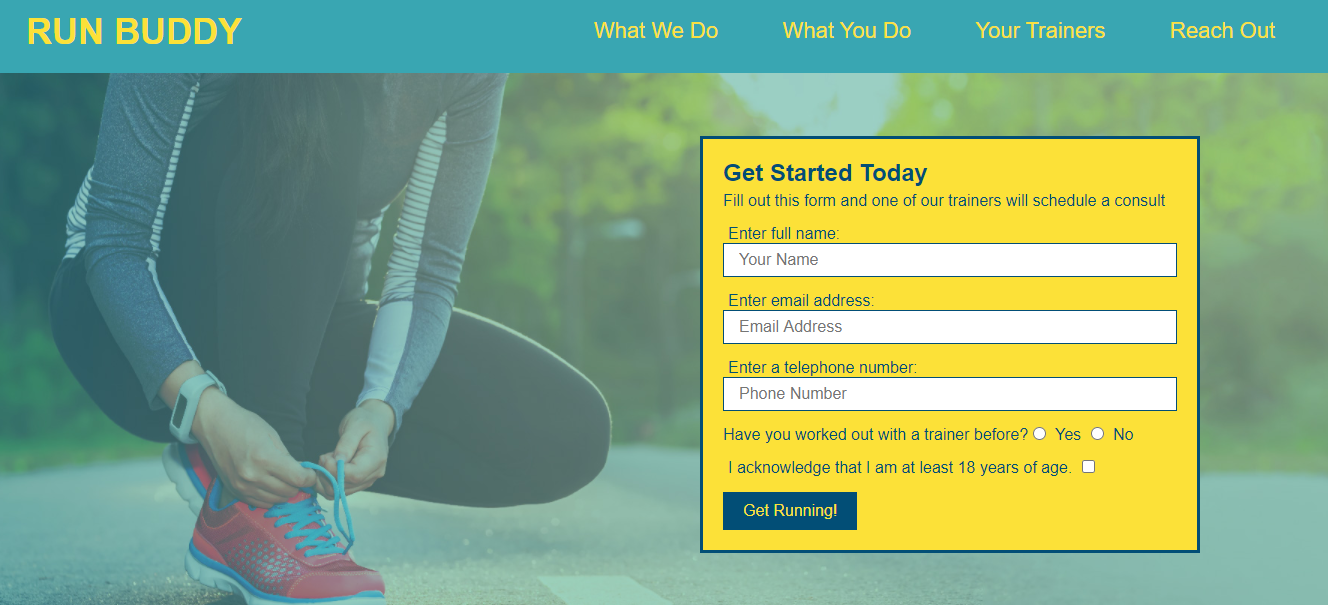 RUN BUDDY
What We Do What You Do Your Trainers Reach Out
Get Started Today
Fill out this form and one of our trainers will schedule a consult
Enter full name:
Your Name
Enter email address:
Email Address
Enter a telephone number:
Phone Number
Have you worked out with a trainer before? Yes No
I acknowledge that I am at least 18 years of age.
Get Running!